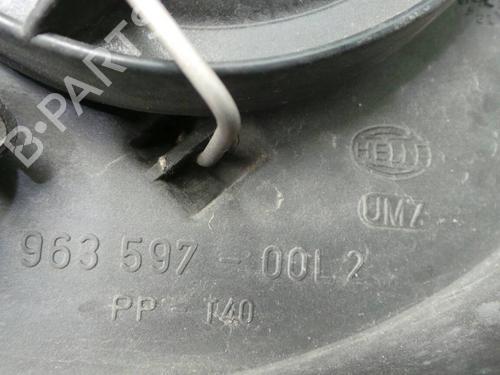 B-PARTS
HELLA
UMZ
963 597 - 00L2
PP - T40